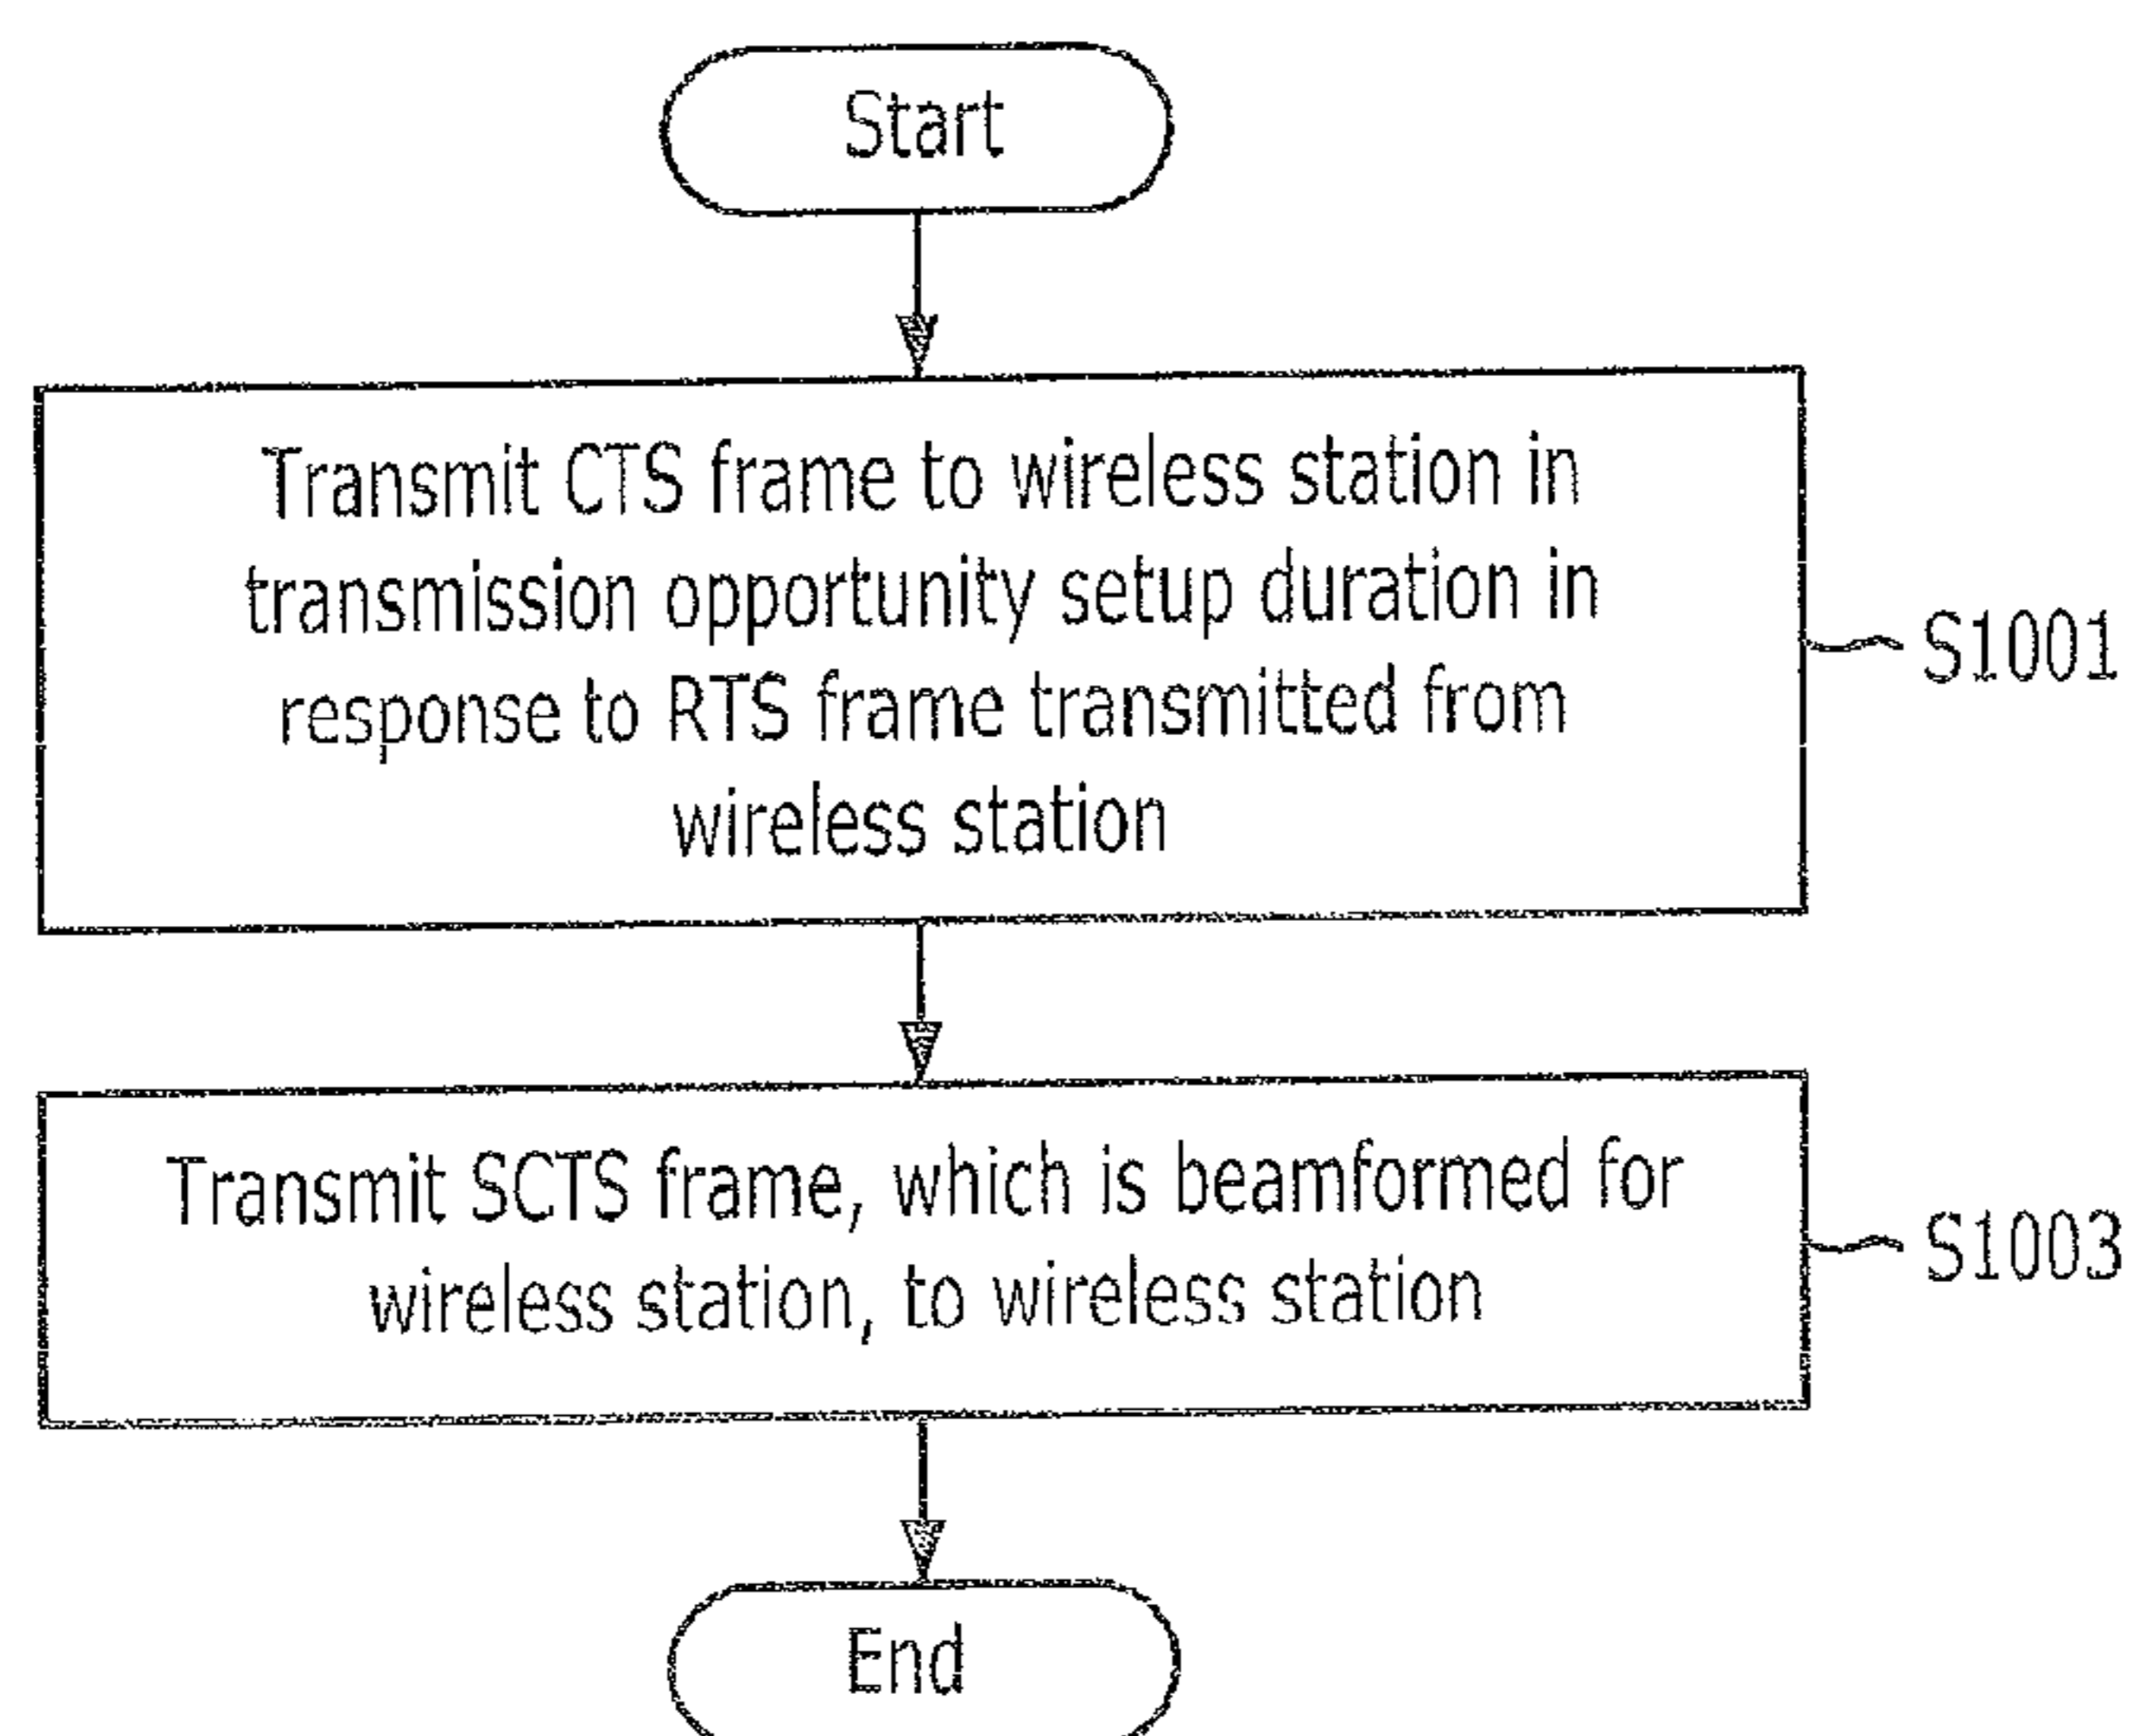 Start
Transmit CTS frame to wireless station in
transmission opportunity setup duration in
response to RTS frame transmitted from
wireless station
S1001
Transmit SCTS frame, which is beamformed for
wireless station, to wireless station
S1003
End